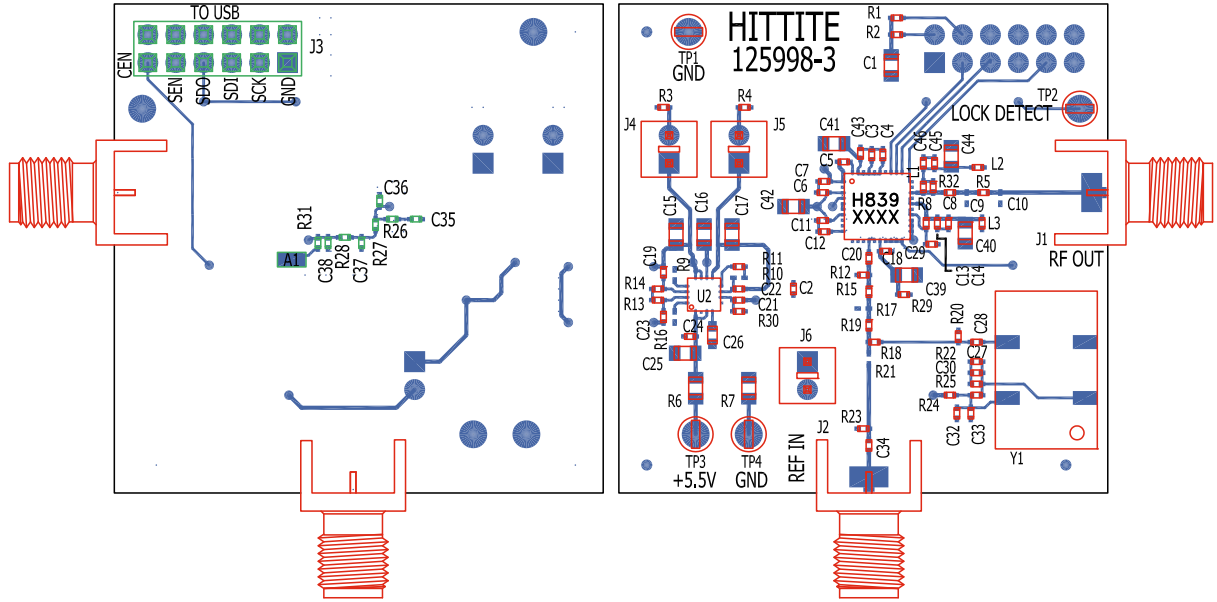 TO USB
J3
CEN
SEN
SDO
SDI
SCK
GND
C36
R31
R26
C35
A1
C38
R28
C37
R27
HITTITE
125998-3
TP1
GND
R1
R2
C1
TP2
LOCK DETECT
R3
R4
J4
J5
C41
C43
C3
C4
C46
C45
C44
C5
C7
C6
L1
L2
R32
R5
C42
H839
XXXX
R8
C8
C9
C10
C15
C16
C17
C11
C12
L3
C40
J1
RF OUT
C19
R9
R11
R10
C20
C18
C29
C13
C14
R14
R13
U2
C22
C21
R30
C2
R12
R15
C39
R29
C23
R16
C24
C26
R17
R19
R20
C28
C25
J6
R18
R22
C27
R21
C30
R25
R6
R7
R24
J2
R23
C32
C33
TP3
+5.5V
TP4
GND
REF IN
C34
Y1